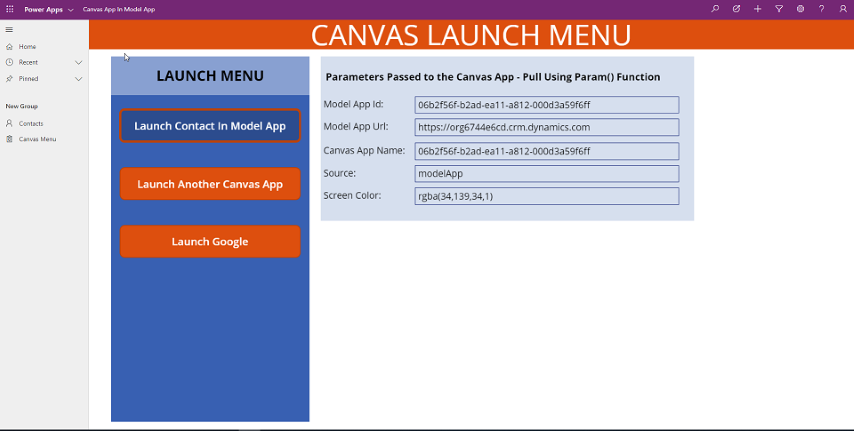 Power Apps Canvas App In Model App
CANVAS LAUNCH MENU
Home
Recent
Pinned
New Group
Contacts
Canvas Menu
LAUNCH MENU
Launch Contact In Model App
Launch Another Canvas App
Launch Google
Parameters Passed to the Canvas App - Pull Using Param() Function
Model App Id: 06b2f56f-b2ad-ea11-a812-000d3a59f6ff
Model App Url: https://org6744e6cd.crm.dynamics.com
Canvas App Name: 06b2f56f-b2ad-ea11-a812-000d3a59f6ff
Source: modelApp
Screen Color: rgba(34,139,34,1)